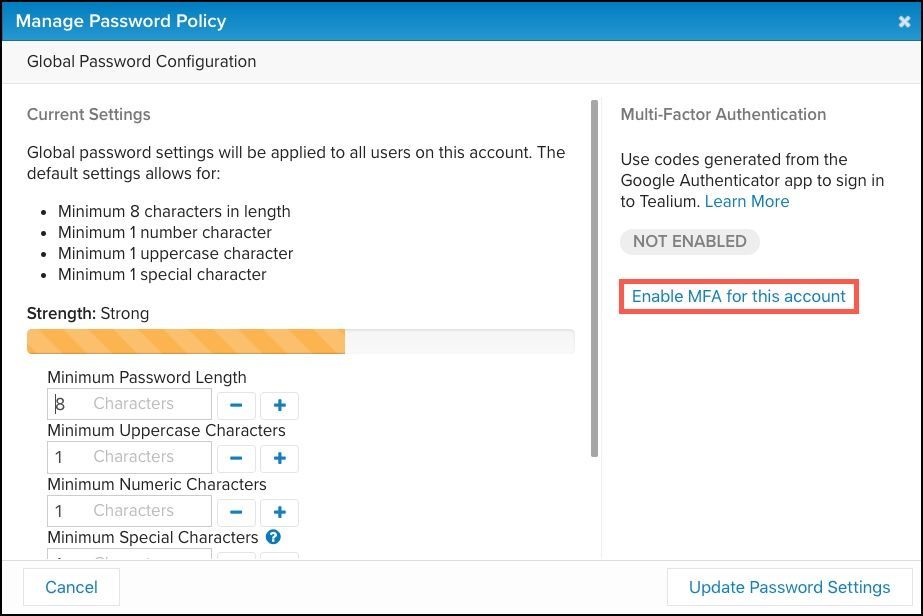 Manage Password Policy
Global Password Configuration
Current Settings
Global password settings will be applied to all users on this account. The
default settings allows for:
Minimum 8 characters in length
Minimum 1 number character
Minimum 1 uppercase character
Minimum 1 special character
Strength: Strong
Minimum Password Length
8 Characters
Minimum Uppercase Characters
1 Characters
Minimum Numeric Characters
1 Characters
Minimum Special Characters ?
Multi-Factor Authentication
Use codes generated from the
Google Authenticator app to sign in
to Tealium. Learn More
NOT ENABLED
Enable MFA for this account
Cancel
Update Password Settings